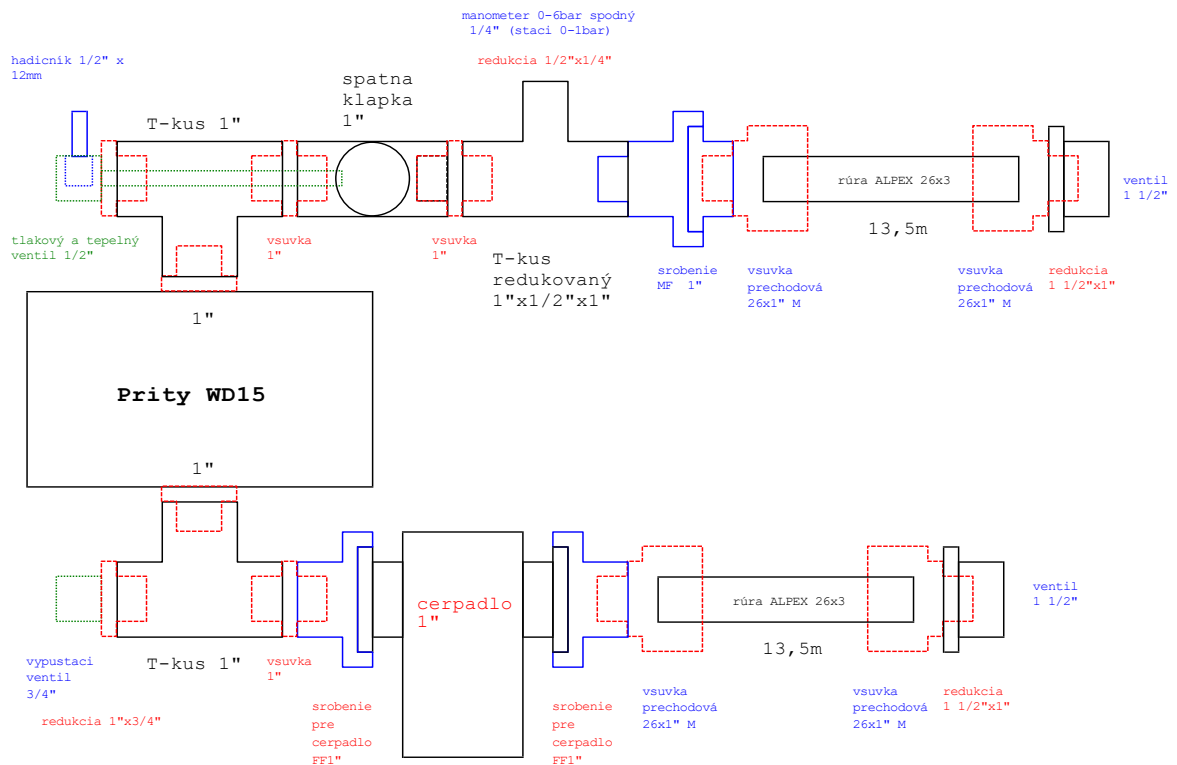 manometer 0-6bar spodný
1/4" (staci 0-1bar)
hadicník 1/2" x
12mm
redukcia 1/2"x1/4"
spatna
klapka
1"
T-kus 1"
rúra ALPEX 26x3
13,5m
ventil
1 1/2"
tlakový a tepelný
ventil 1/2"
vsuvka
1"
vsuvka
1"
T-kus
redukovaný
1"x1/2"x1"
srobenie
MF 1"
vsuvka
prechodová
26x1" M
vsuvka
prechodová
26x1" M
redukcia
1 1/2"x1"
1"
Prity WD15
1"
cerpadlo
1"
rúra ALPEX 26x3
13,5m
ventil
1 1/2"
vypustaci
ventil
3/4"
T-kus 1"
vsuvka
1"
redukcia 1"x3/4"
srobenie
pre
cerpadlo
FF1"
srobenie
pre
cerpadlo
FF1"
vsuvka
prechodová
26x1" M
vsuvka
prechodová
26x1" M
redukcia
1 1/2"x1"